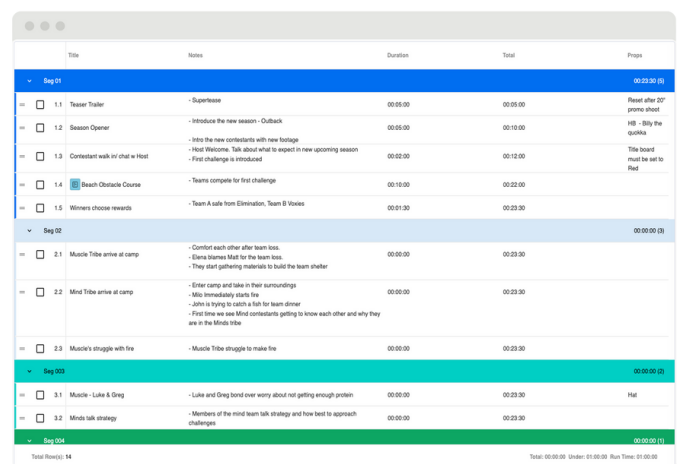 Title Notes Duration Total Props
Seg 01 00:23:30 (5)
1.1 Teaser Trailer - Supertease 00:05:00 00:05:00 Reset after 20"
promo shoot
1.2 Season Opener - Introduce the new season - Outback 00:05:00 00:10:00 HB - Billy the
quokka
- Intro the new contestants with new footage
1.3 Contestant walk in/ chat w Host - Host Welcome. Talk about what to expect in new upcoming season 00:02:00 00:12:00 Title board
- First challenge is introduced must be set to
Red
1.4 Beach Obstacle Course - Teams compete for first challenge 00:10:00 00:22:00
1.5 Winners choose rewards - Team A safe from Elimination, Team B Voxies 00:01:30 00:23:30
Seg 02 00:00:00 (3)
2.1 Muscle Tribe arrive at camp - Comfort each other after team loss. 00:00:00 00:23:30
- Elena blames Matt for the team loss.
- They start gathering materials to build the team shelter
2.2 Mind Tribe arrive at camp - Enter camp and take in their surroundings 00:00:00 00:23:30
- Milo Immediately starts fire
- John is trying to catch a fish for team dinner
- First time we see Mind contestants getting to know each other and why they
are in the Minds tribe
2.3 Muscle's struggle with fire - Muscle Tribe struggle to make fire 00:00:00 00:23:30
Seg 003 00:00:00 (2)
3.1 Muscle - Luke & Greg - Luke and Greg bond over worry about not getting enough protein 00:00:00 00:23:30 Hat
3.2 Minds talk strategy - Members of the mind team talk strategy and how best to approach 00:00:00 00:23:30
challenges
Seg 004 00:00:00 (1)
Total Row(s): 14 Total: 00:00:00 Under: 01:00:00 Run Time: 01:00:00